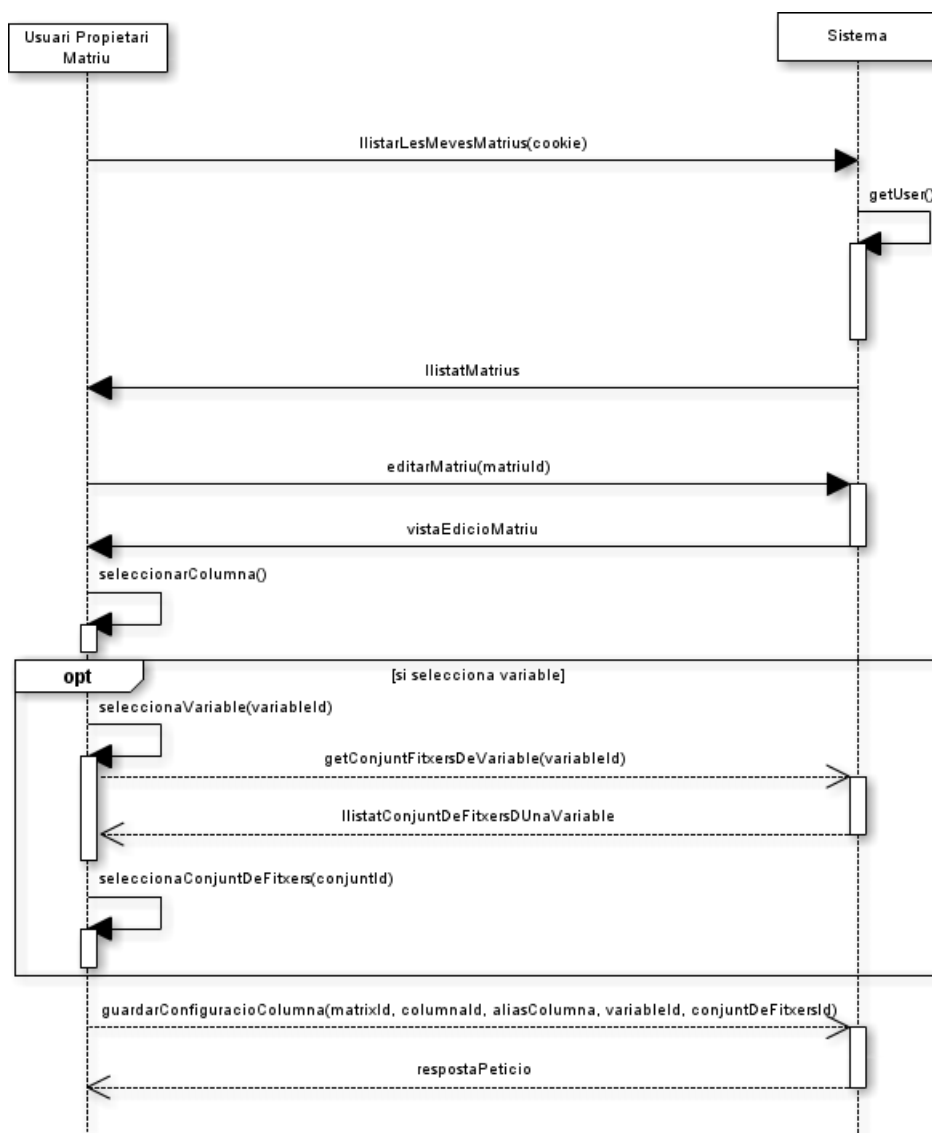 Usuari Propietari
Matriu
Sistema
llistarLesMevesMatrius(cookie)
getUser()
llistatMatrius
editarMatriu(matriuId)
vistaEdicioMatriu
seleccionarColumna()
opt
[si selecciona variable]
seleccionaVariable(variableId)
getConjuntFitxersDeVariable(variableId)
llistatConjuntDeFitxersDUnaVariable
seleccionaConjuntDeFitxers(conjuntId)
guardarConfiguracioColumna(matrixId, columnaId, aliasColumna, variableId, conjuntDeFitxersId)
respostaPeticio